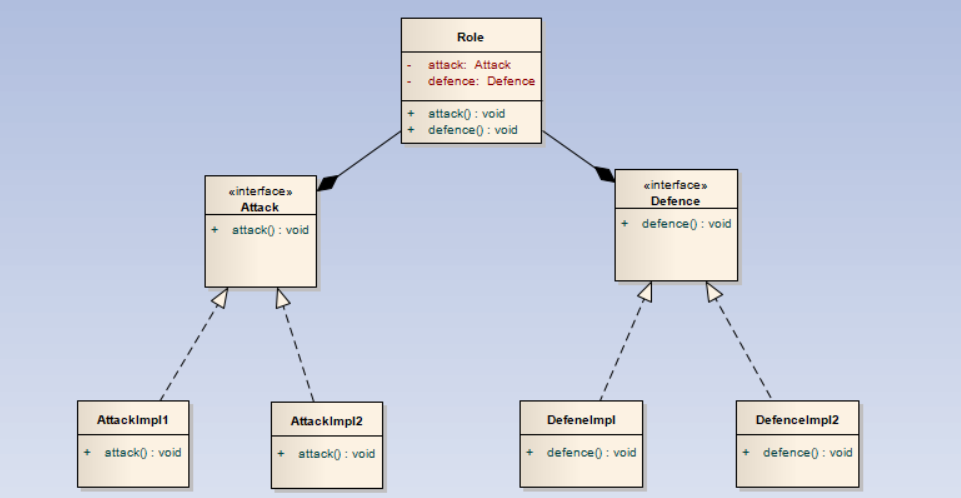 Role
- attack: Attack
- defence: Defence
+ attack() : void
+ defence() : void
«interface»
Attack
+ attack() : void
«interface»
Defence
+ defence() : void
AttackImpl1
+ attack() : void
AttackImpl2
+ attack() : void
DefeneImpl
+ defence() : void
DefenceImpl2
+ defence() : void